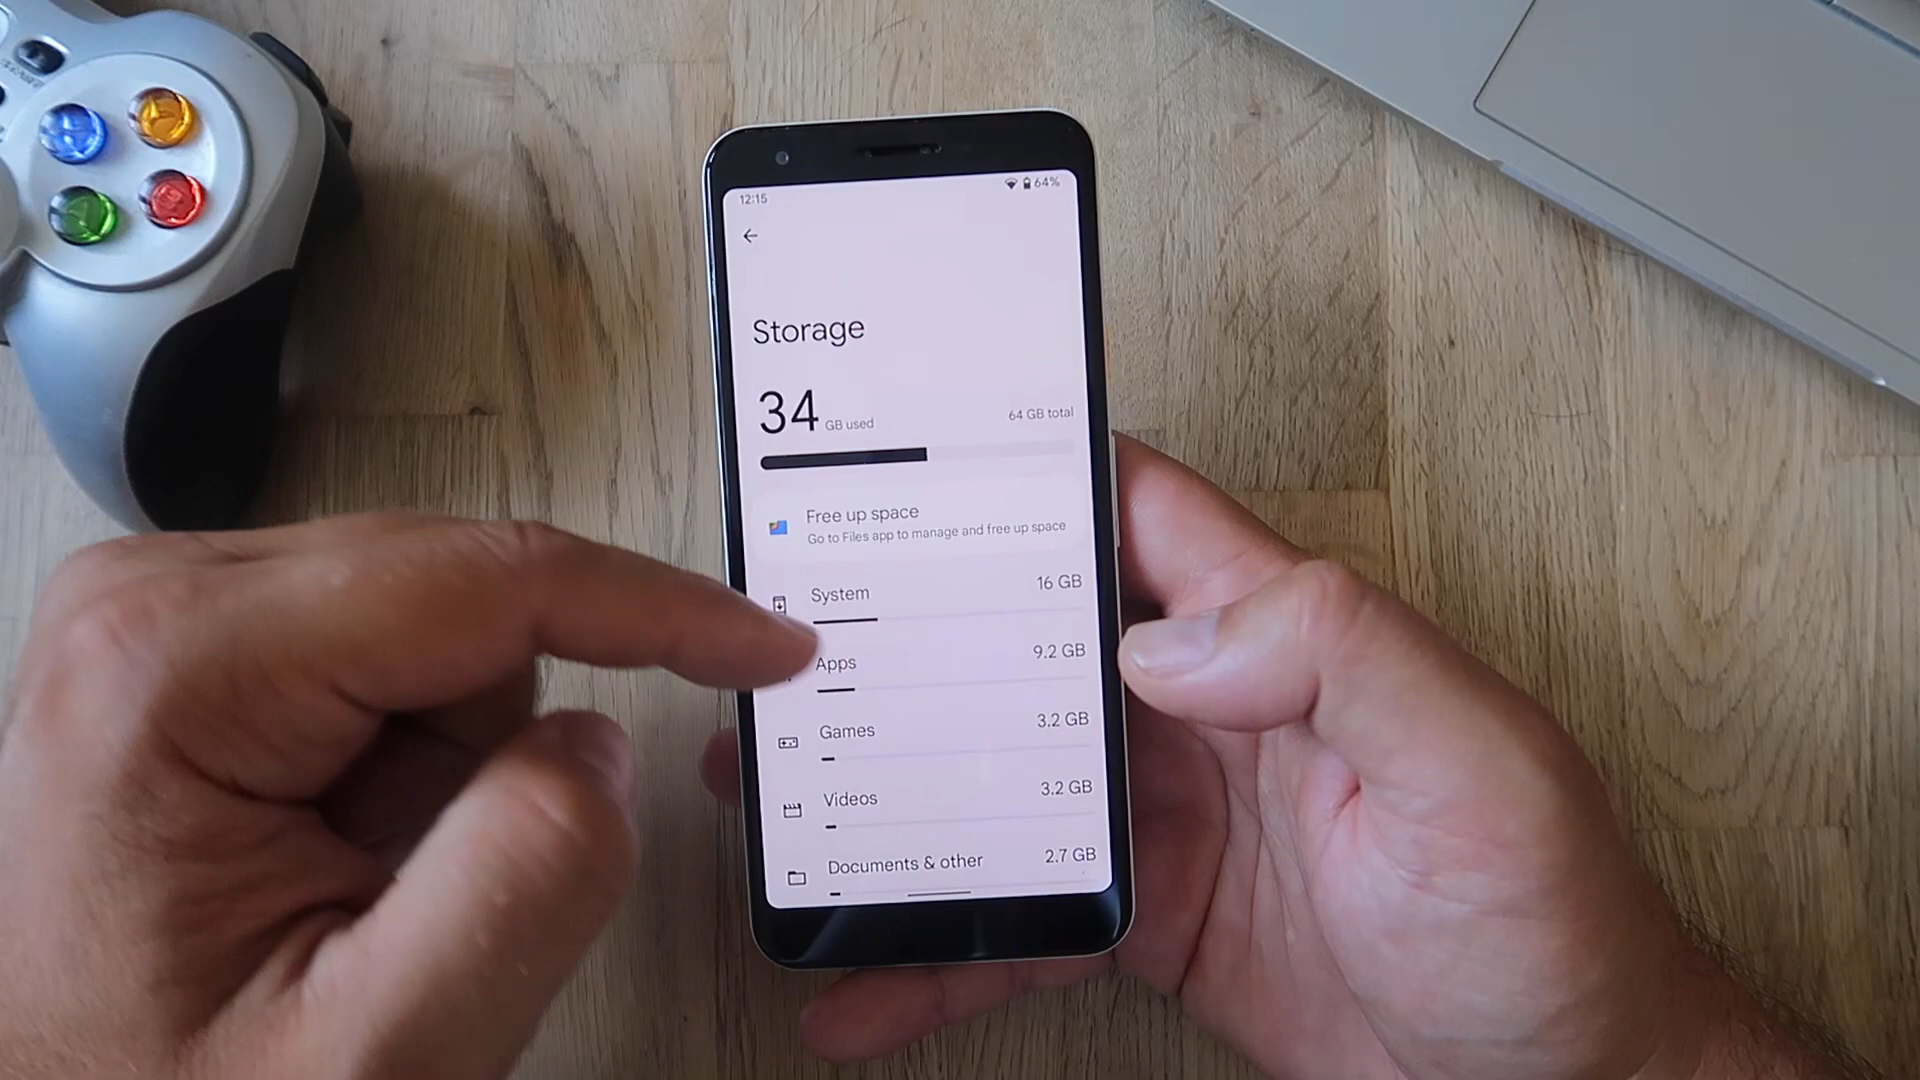 12:15
64%
Storage
34 GB used
64 GB total
Free up space
Go to Files app to manage and free up space
System
16 GB
Apps
9.2 GB
Games
3.2 GB
Videos
3.2 GB
Documents & other
2.7 GB